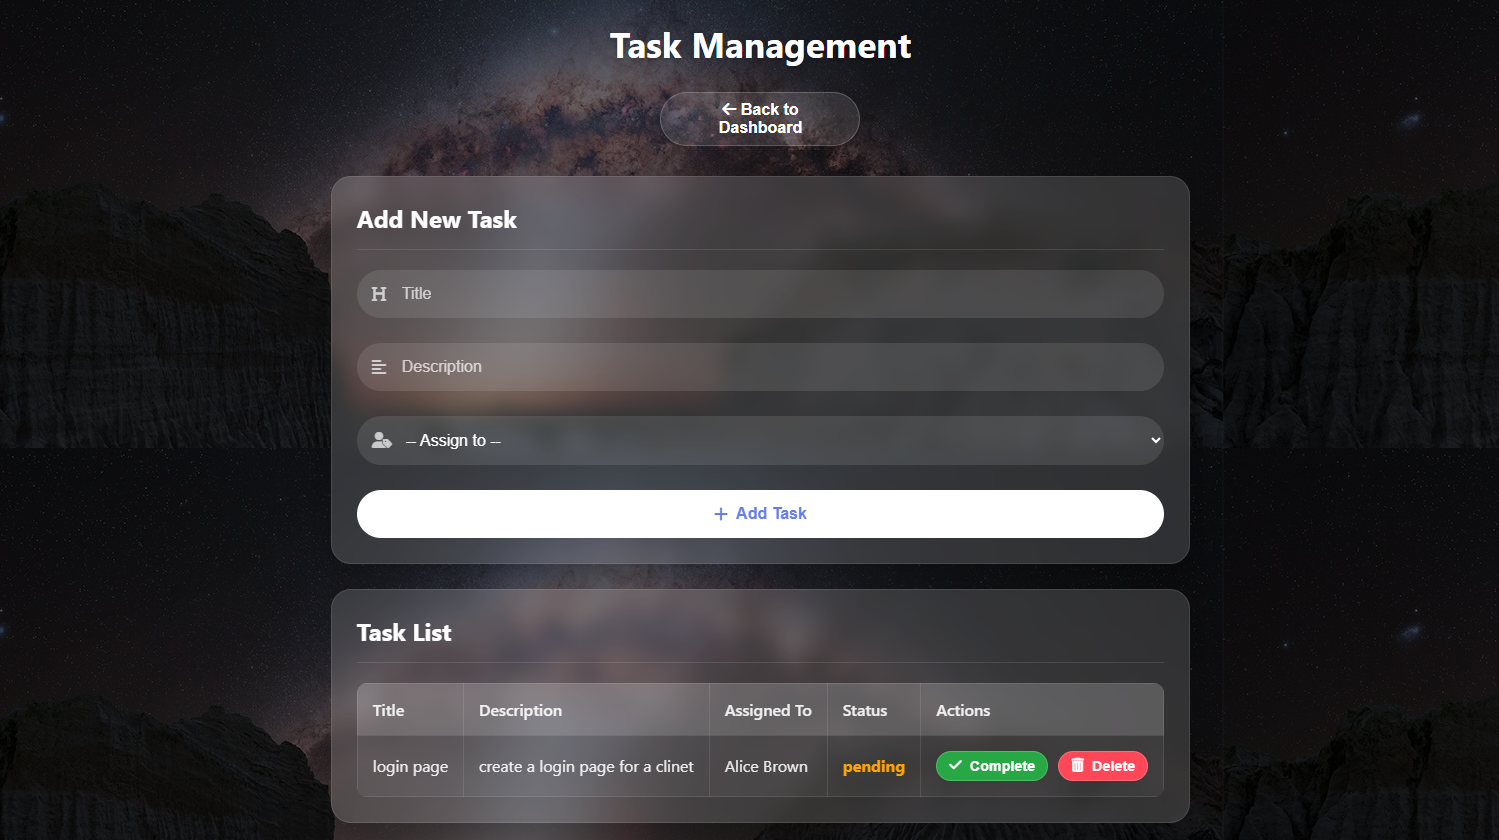 Task Management
Back to
Dashboard
Add New Task
Title
Description
-- Assign to --
Add Task
Task List
Title Description Assigned To Status Actions
login page create a login page for a clinet Alice Brown pending Complete Delete